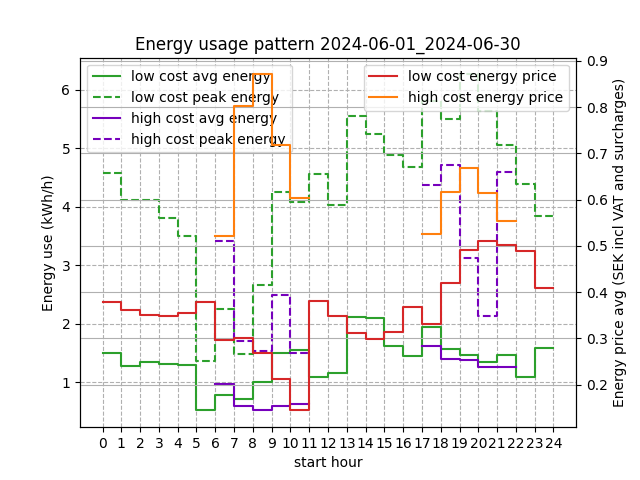 Energy usage pattern 2024-06-01_2024-06-30
low cost avg energy
low cost peak energy
high cost avg energy
high cost peak energy
low cost energy price
high cost energy price
Energy use (kWh/h)
6
5
4
3
2
1
0.9
0.8
0.7
0.6
0.5
0.4
0.3
0.2
Energy price avg (SEK incl VAT and surcharges)
0 1 2 3 4 5 6 7 8 9 10 11 12 13 14 15 16 17 18 19 20 21 22 23 24
start hour